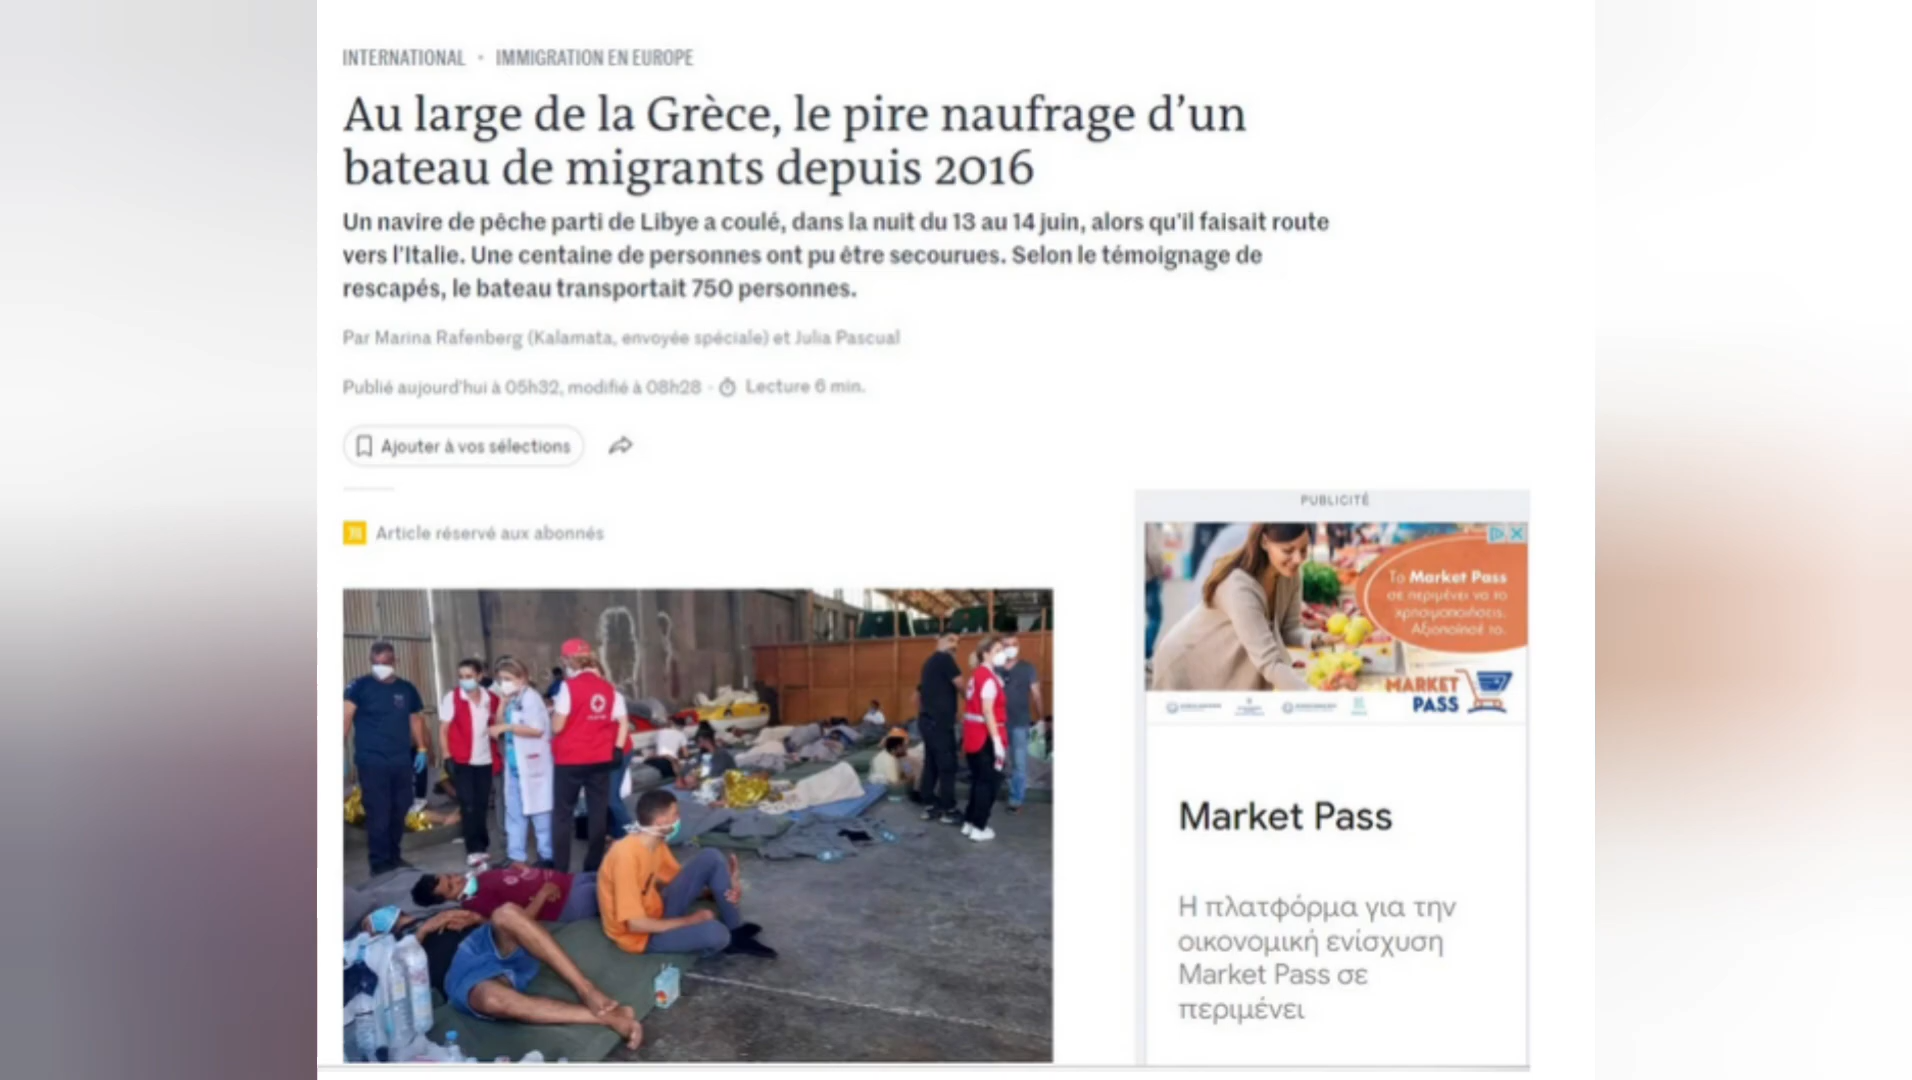 INTERNATIONAL • IMMIGRATION EN EUROPE
Au large de la Grèce, le pire naufrage d’un
bateau de migrants depuis 2016
Un navire de pêche parti de Libye a coulé, dans la nuit du 13 au 14 juin, alors qu’il faisait route
vers l’Italie. Une centaine de personnes ont pu être secourues. Selon le témoignage de
rescapés, le bateau transportait 750 personnes.
Par Marina Rafenberg (Kalamata, envoyée spéciale) et Julia Pascual
Publié aujourd’hui à 05h32, modifié à 08h28 · Lecture 6 min.
Ajouter à vos sélections
Article réservé aux abonnés
PUBLICITÉ
Το Market Pass
σε περιμένει να το
χρησιμοποιήσεις.
Αξιοποίησέ το.
MARKET
PASS
Market Pass
Η πλατφόρμα για την
οικονομική ενίσχυση
Market Pass σε
περιμένει